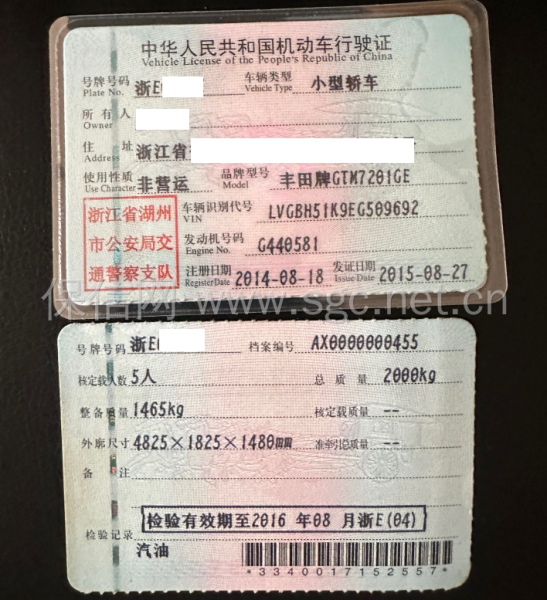 中华人民共和国机动车行驶证
Vehicle License of the People's Republic of China
号牌号码 浙E 车辆类型 小型轿车
Plate No. Vehicle Type
所有人
Owner
住址 浙江省
Address
使用性质 非营运 品牌型号 丰田牌GTM7201GE
Use Character Model
浙江省湖州市公安局交通警察支队
车辆识别代号 LVGBH51K9EG509692
VIN
发动机号码 G440581
Engine No.
注册日期 2014-08-18 发证日期 2015-08-27
Register Date Issue Date
保信网 www.sgc.net.cn
号牌号码 浙E 档案编号 AX0000000455
核定载人数 5人 总质量 2000kg
整备质量 1465kg 核定载质量 --
外廓尺寸 4825×1825×1480mm 准牵引总质量 --
备注
检验有效期至2016 年08 月浙E(04)
检验记录
汽油
*3340017152557*